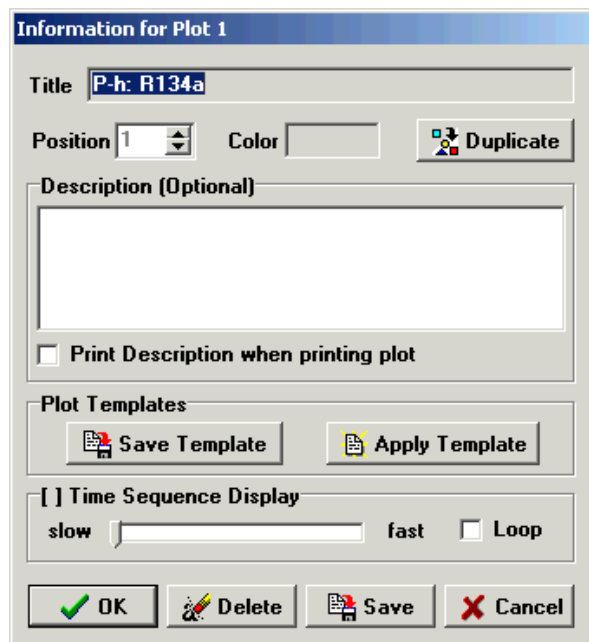 Information for Plot 1
Title P-h: R134a
Position 1 Color Duplicate
Description (Optional)
Print Description when printing plot
Plot Templates
Save Template Apply Template
[ ] Time Sequence Display
slow fast Loop
OK Delete Save Cancel